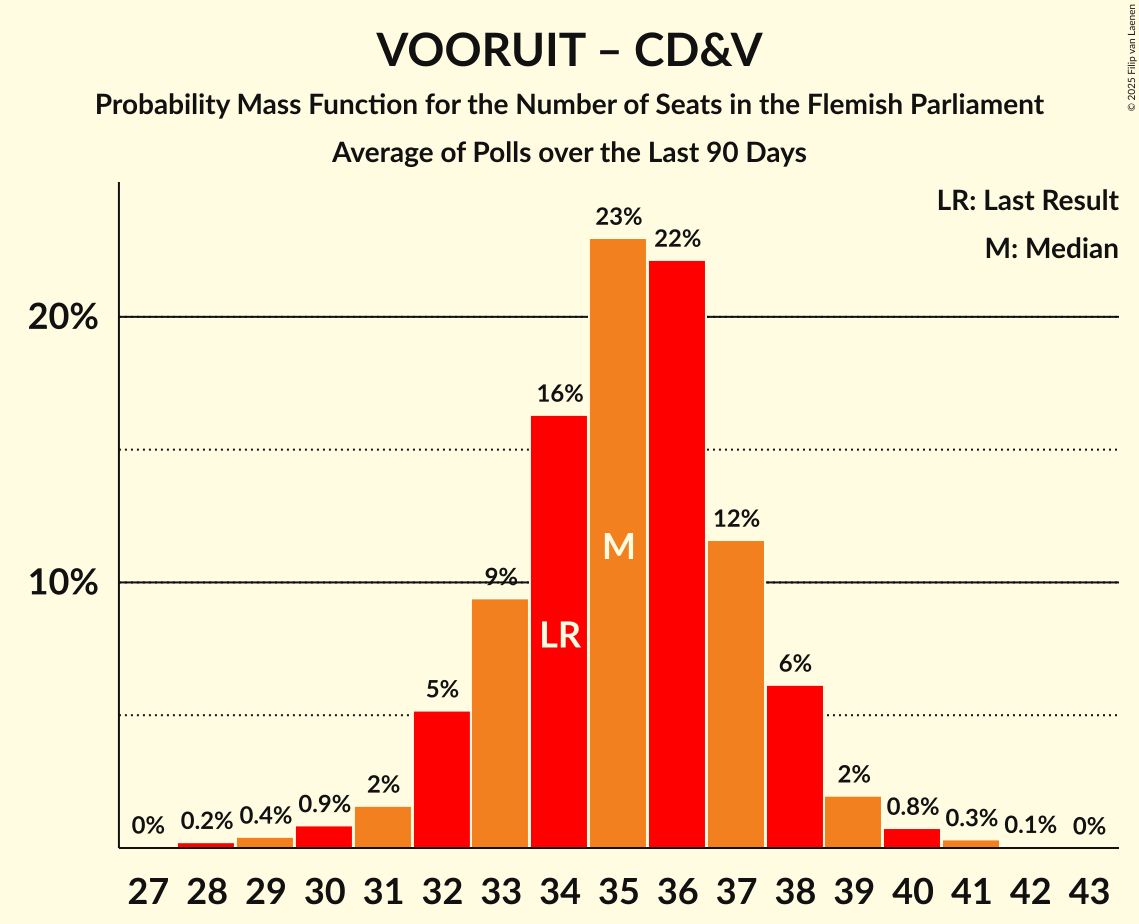 VOORUIT – CD&V
Probability Mass Function for the Number of Seats in the Flemish Parliament
Average of Polls over the Last 90 Days
© 2025 Filip van Laenen
LR: Last Result
M: Median
20%
10%
0%
0.2%
0.4%
0.9%
2%
5%
9%
16%
23%
22%
12%
6%
2%
0.8%
0.3%
0.1%
0%
LR
M
27 28 29 30 31 32 33 34 35 36 37 38 39 40 41 42 43